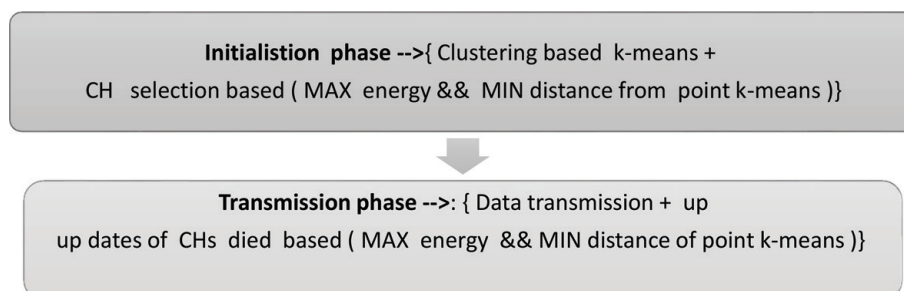 Initialistion phase -->{ Clustering based k-means +
CH selection based ( MAX energy && MIN distance from point k-means )}
Transmission phase -->: { Data transmission + up
up dates of CHs died based ( MAX energy && MIN distance of point k-means )}